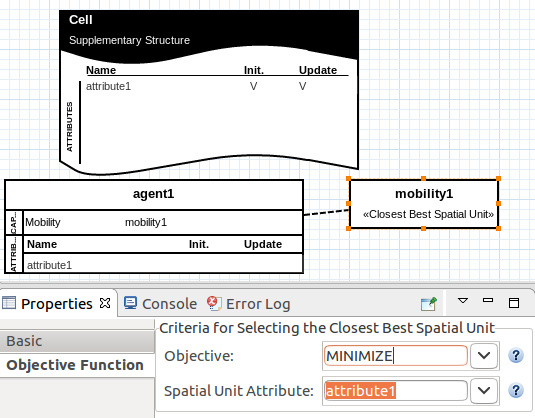 Cell
Supplementary Structure
Name Init. Update
attribute1 V V
ATTRIBUTES
agent1
CAP..
Mobility mobility1
ATTRIB..
Name Init. Update
attribute1
mobility1
«Closest Best Spatial Unit»
Properties Console Error Log
Basic
Objective Function
Criteria for Selecting the Closest Best Spatial Unit
Objective: MINIMIZE
Spatial Unit Attribute: attribute1